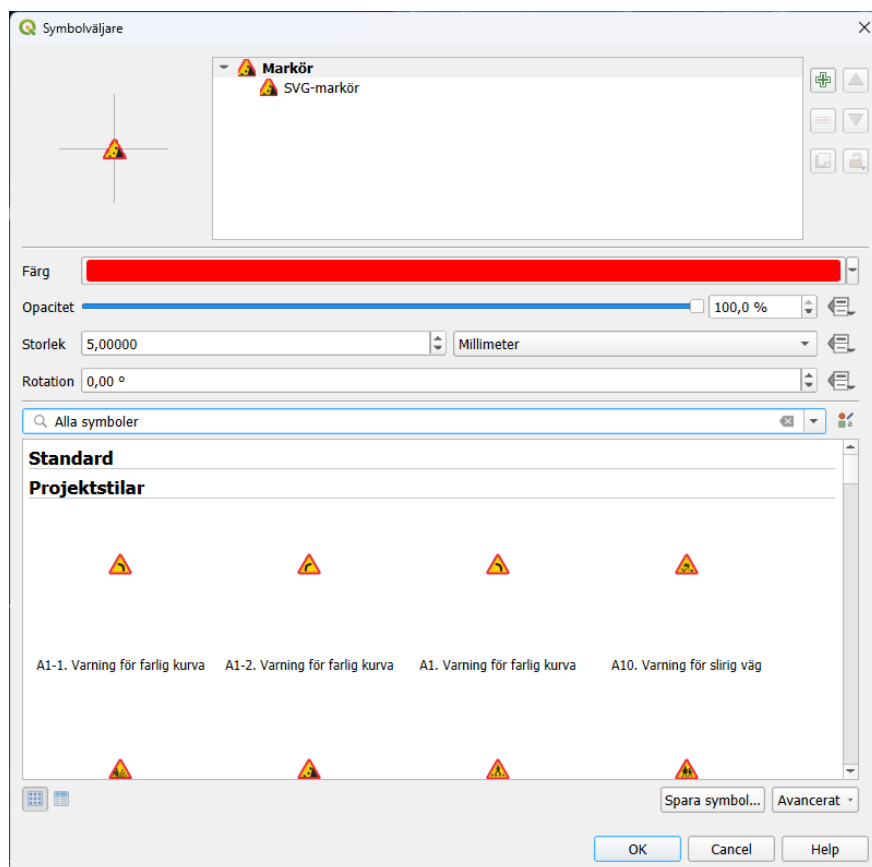 Symbolväljare
Markör
SVG-markör
Färg
Opacitet
100,0 %
Storlek
5,00000
Millimeter
Rotation
0,00 °
Alla symboler
Standard
Projektstilar
A1-1. Varning för farlig kurva
A1-2. Varning för farlig kurva
A1. Varning för farlig kurva
A10. Varning för slirig väg
Spara symbol...
Avancerat
OK
Cancel
Help